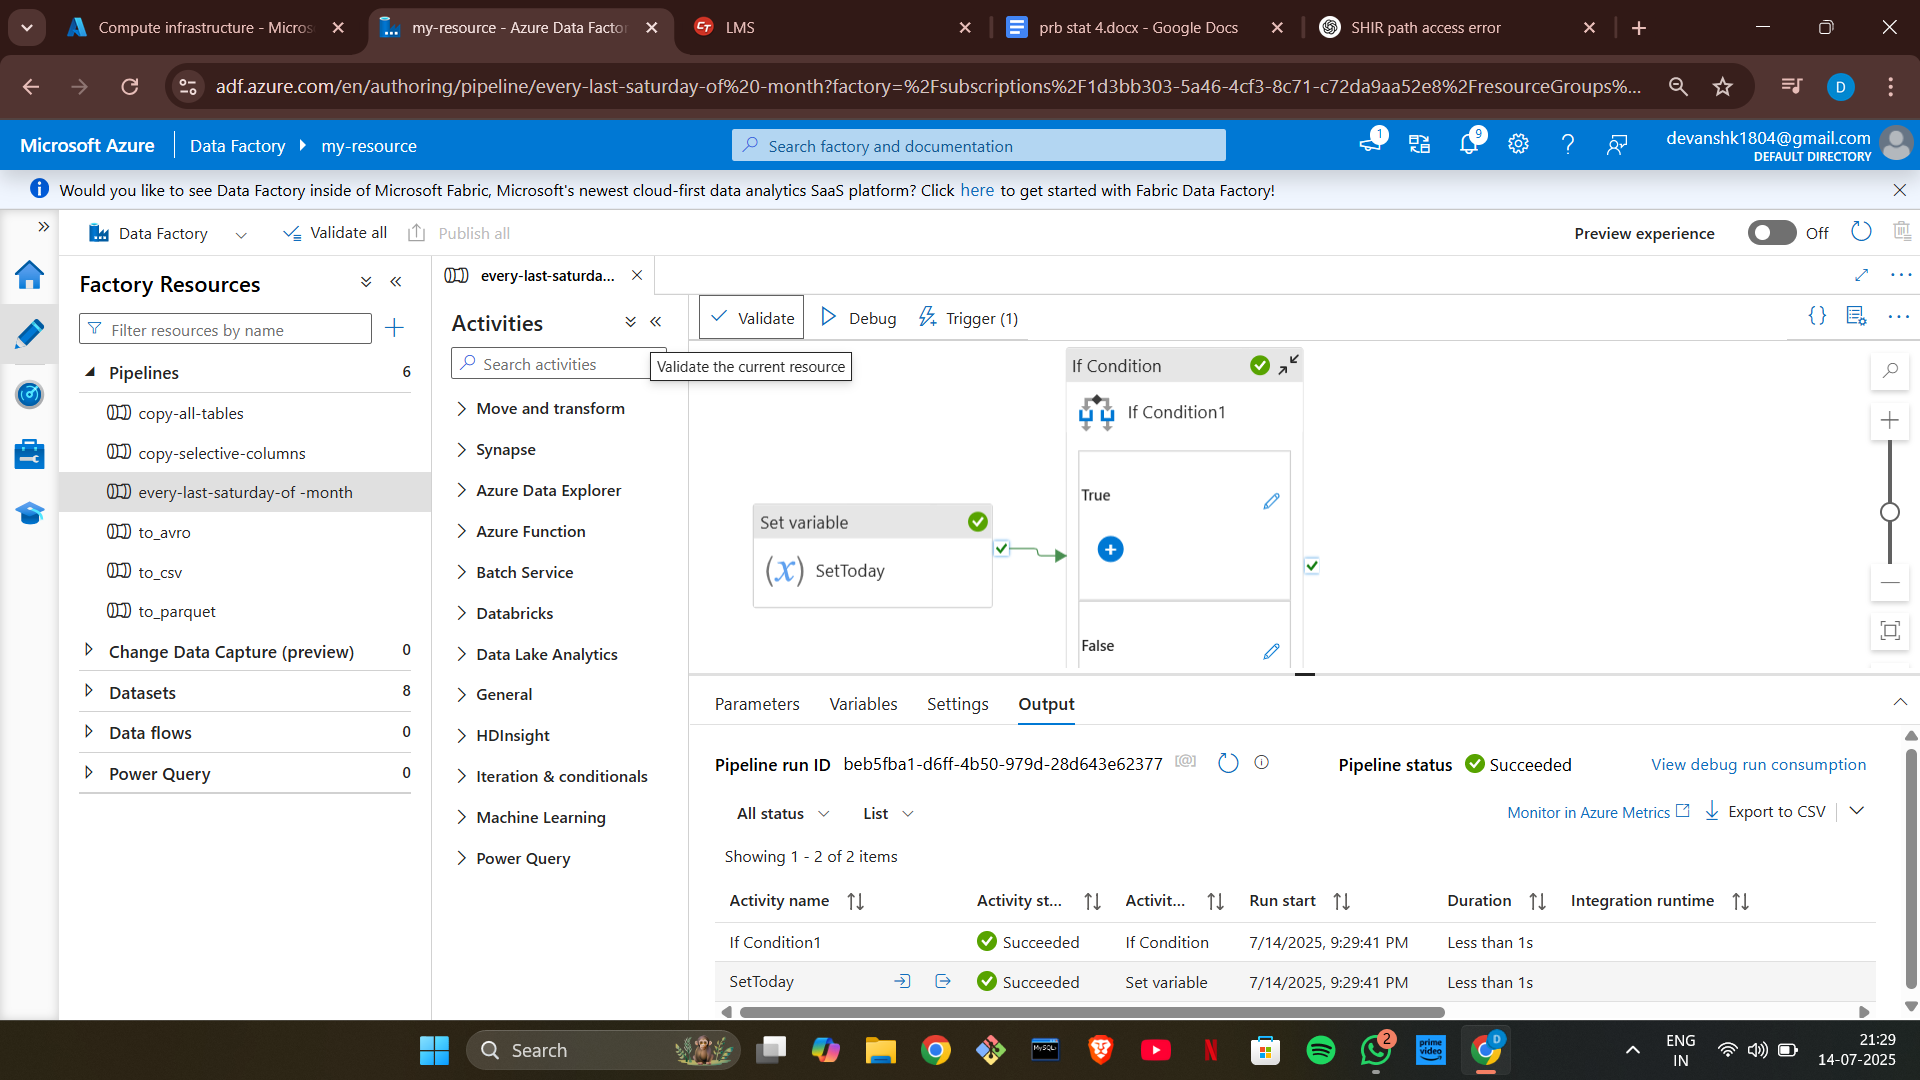 Compute infrastructure - Micros
my-resource - Azure Data Factor
LMS
prb stat 4.docx - Google Docs
SHIR path access error
adf.azure.com/en/authoring/pipeline/every-last-saturday-of%20-month?factory=%2Fsubscriptions%2F1d3bb303-5a46-4cf3-8c71-c72da9aa52e8%2FresourceGroups%...
D
Microsoft Azure
Data Factory
my-resource
Search factory and documentation
1
9
devanshk1804@gmail.com
DEFAULT DIRECTORY
Would you like to see Data Factory inside of Microsoft Fabric, Microsoft's newest cloud-first data analytics SaaS platform? Click here to get started with Fabric Data Factory!
Data Factory
Validate all
Publish all
Preview experience
Off
Factory Resources
Filter resources by name
Pipelines 6
copy-all-tables
copy-selective-columns
every-last-saturday-of -month
to_avro
to_csv
to_parquet
Change Data Capture (preview) 0
Datasets 8
Data flows 0
Power Query 0
every-last-saturda...
Activities
Search activities
Move and transform
Synapse
Azure Data Explorer
Azure Function
Batch Service
Databricks
Data Lake Analytics
General
HDInsight
Iteration & conditionals
Machine Learning
Power Query
Validate
Debug
Trigger (1)
Validate the current resource
If Condition
If Condition1
True
False
Set variable
(x) SetToday
Parameters
Variables
Settings
Output
Pipeline run ID beb5fba1-d6ff-4b50-979d-28d643e62377 [@]
Pipeline status Succeeded
View debug run consumption
All status
List
Monitor in Azure Metrics
Export to CSV
Showing 1 - 2 of 2 items
Activity name Activity st... Activit... Run start Duration Integration runtime
If Condition1 Succeeded If Condition 7/14/2025, 9:29:41 PM Less than 1s
SetToday Succeeded Set variable 7/14/2025, 9:29:41 PM Less than 1s
Search
MySQL
N
2
prime video
D
ENG
IN
21:29
14-07-2025